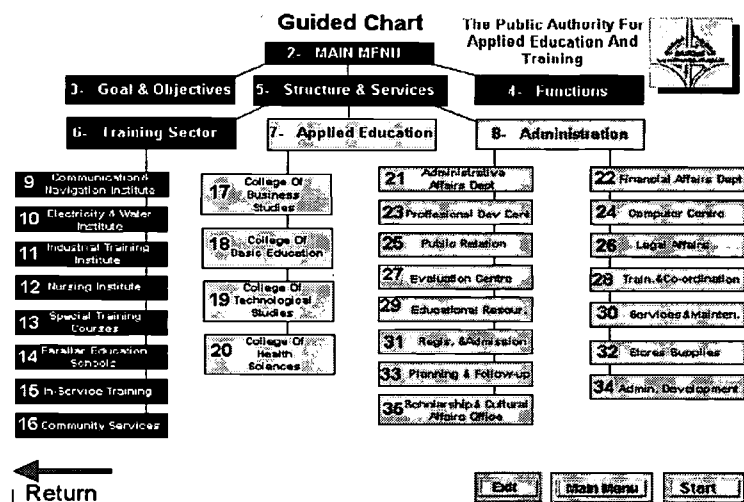 Guided Chart
The Public Authority For
Applied Education And
Training
2- MAIN MENU
3- Goal & Objectives
5- Structure & Services
4- Functions
6- Training Sector
7- Applied Education
8- Administration
9 Communication&
Navigation Institute
10 Electricity & Water
Institute
11 Industrial Training
Institute
12 Nursing Institute
13 Special Training
Courses
14 Parallar Education
Schools
15 In-Service Training
16 Community Services
17 College Of
Business
Studies
18 College Of
Basic Education
19 College Of
Technological
Studies
20 College Of
Health
Sciences
21 Administrative
Affairs Dept
23 Proffesional Dev Cent
25 Public Relation
27 Evaluation Centre
29 Educational Resour.
31 Regis. &Admission
33 Planning & Follow-up
35 Scholarship& Cultural
Affairs Office
22 Financial Affairs Dept
24 Computer Centre
26 Legal Affairs
28 Train.&Co-ordination
30 Services&Mainten.
32 Stores Supplies
34 Admin. Development
Return
Exit
Main Menu
Start